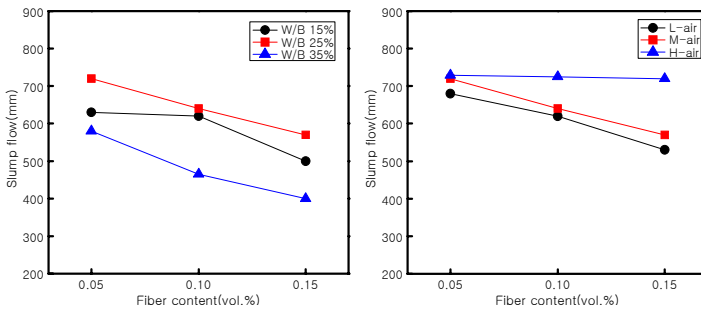 900
800
700
600
500
400
300
200
Slump flow(mm)
W/B 15%
W/B 25%
W/B 35%
0.05 0.10 0.15
Fiber content(vol.%)
900
800
700
600
500
400
300
200
Slump flow(mm)
L-air
M-air
H-air
0.05 0.10 0.15
Fiber content(vol.%)